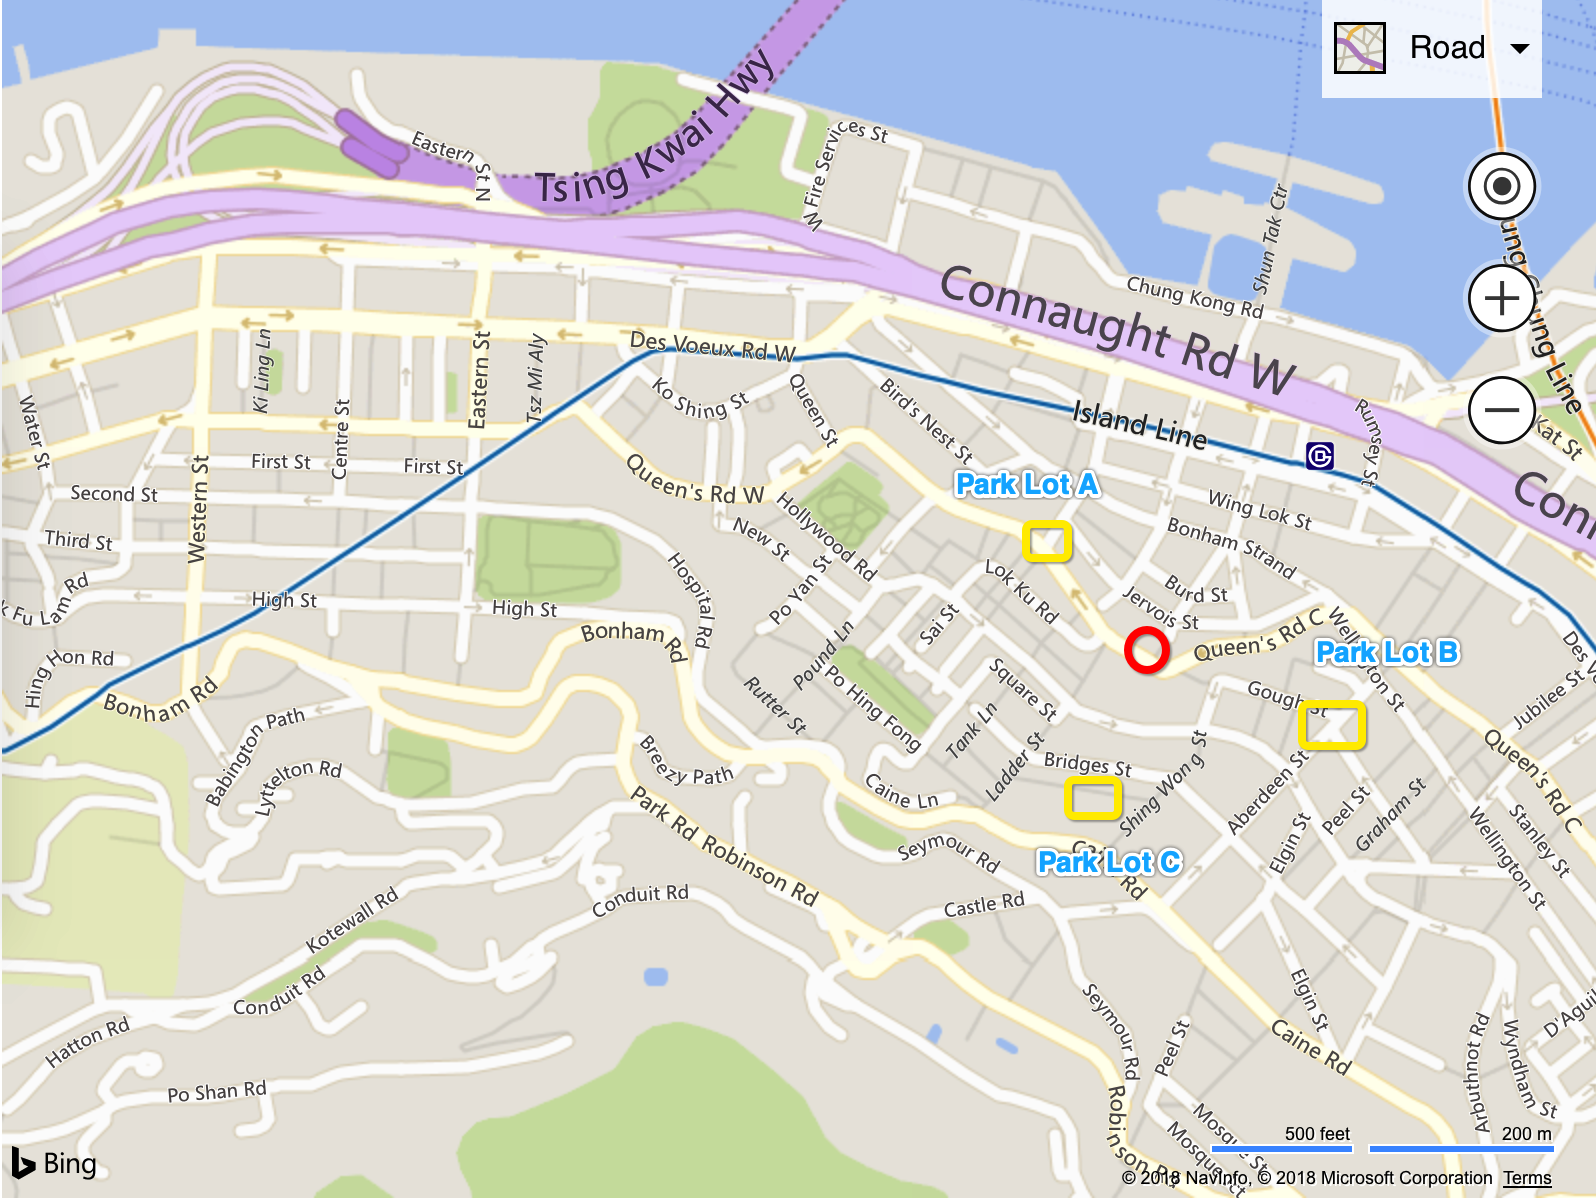 Road
Tsing Kwai Hwy
Eastern St N
W Fire Services St
Shun Tak Ctr
Chung Kong Rd
Connaught Rd W
Des Voeux Rd W
Ki Ling Ln
Eastern St
Tsz Mi Aly
Ko Shing St
Queen St
Bird's Nest St
Island Line
Rumsey St
Kat St
Water St
Centre St
First St
First St
Western St
Second St
Third St
Queen's Rd W
Park Lot A
Wing Lok St
Bonham Strand
Hollywood Rd
New St
Po Yan St
Hospital Rd
Lok Ku Rd
Burd St
Jervois St
k Fu Lam Rd
High St
High St
Bonham Rd
Sai St
Pound Ln
Queen's Rd C
Wellington St
Park Lot B
Hing Hon Rd
Bonham Rd
Rutter St
Po Hing Fong
Square St
Gough St
Jubilee St
Tank Ln
Ladder St
Bridges St
Shing Wong St
Queen's Rd C
Babington Path
Lyttelton Rd
Breezy Path
Caine Ln
Aberdeen St
Peel St
Graham St
Elgin St
Stanley St
Wellington St
Park Rd
Robinson Rd
Seymour Rd
Park Lot C
Caine Rd
Castle Rd
Conduit Rd
Kotewall Rd
Conduit Rd
Hatton Rd
Po Shan Rd
Seymour Rd
Peel St
Elgin St
Caine Rd
Arbuthnot Rd
Wyndham St
D'Aguil
Robinson Rd
Mosque St
Mosque Jct
500 feet
200 m
Bing
© 2018 NavInfo, © 2018 Microsoft Corporation
Terms